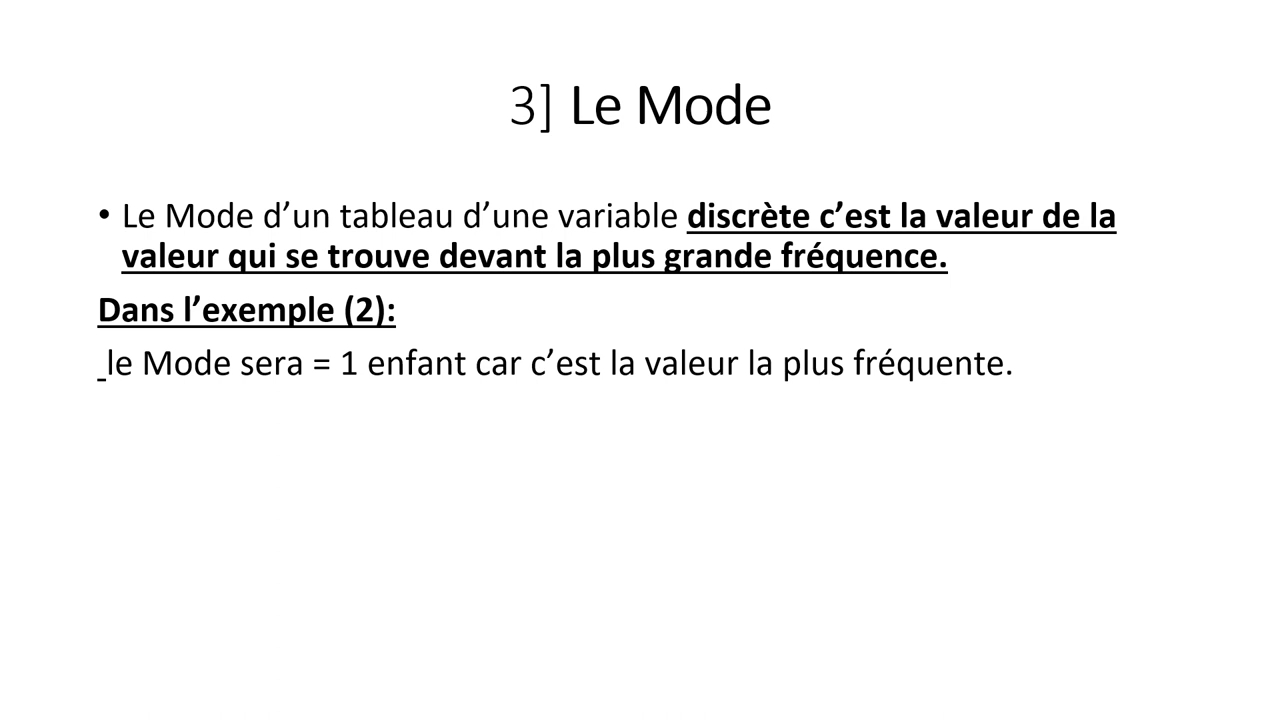 3] Le Mode
• Le Mode d’un tableau d’une variable discrète c’est la valeur de la
valeur qui se trouve devant la plus grande fréquence.
Dans l’exemple (2):
le Mode sera = 1 enfant car c’est la valeur la plus fréquente.